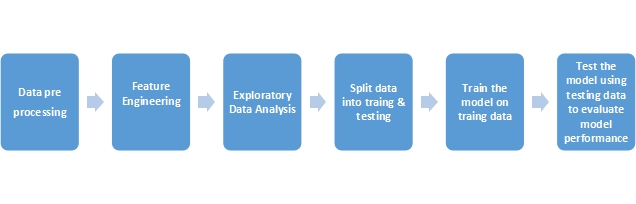 Data pre
processing
Feature
Engineering
Exploratory
Data Analysis
Split data
into traing &
testing
Train the
model on
traing data
Test the
model using
testing data
to evaluate
model
performance